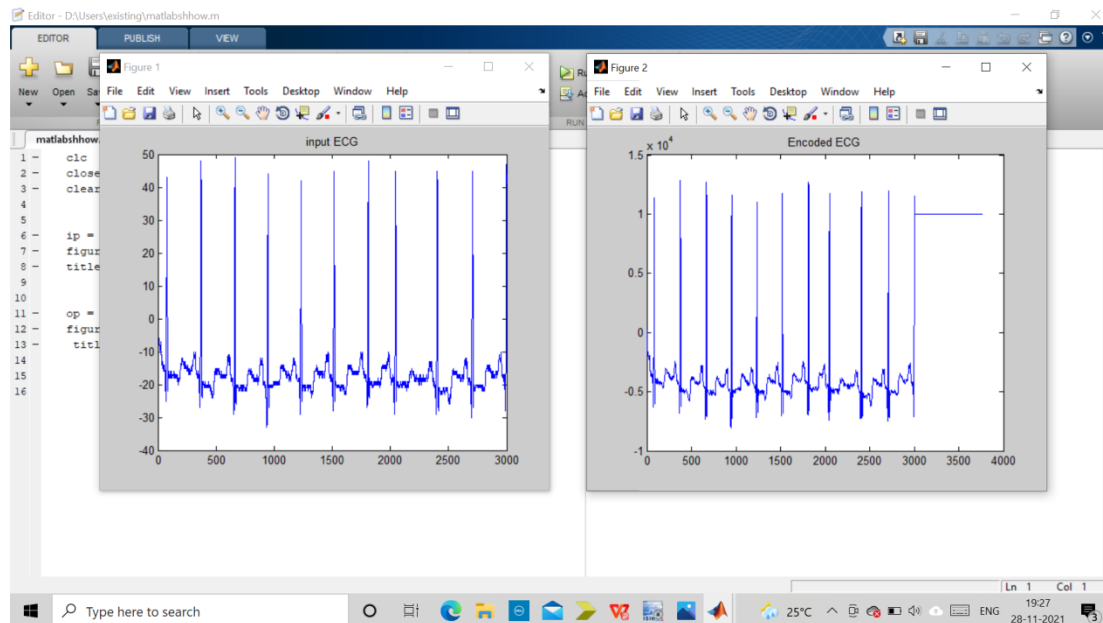 Editor - D:\Users\existing\matlabshhow.m
EDITOR PUBLISH VIEW
New Open
RUN
matlabshhow.
1 - clc
2 - close
3 - clear
4
5
6 - ip =
7 - figur
8 - title
9
10
11 - op =
12 - figur
13 - titl
14
15
16
Figure 1
File Edit View Insert Tools Desktop Window Help
input ECG
50
40
30
20
10
0
-10
-20
-30
-40
0 500 1000 1500 2000 2500 3000
Figure 2
File Edit View Insert Tools Desktop Window Help
Encoded ECG
x 10^4
1.5
1
0.5
0
-0.5
-1
0 500 1000 1500 2000 2500 3000 3500 4000
Ln 1 Col 1
Type here to search
25°C ENG
19:27
28-11-2021
3